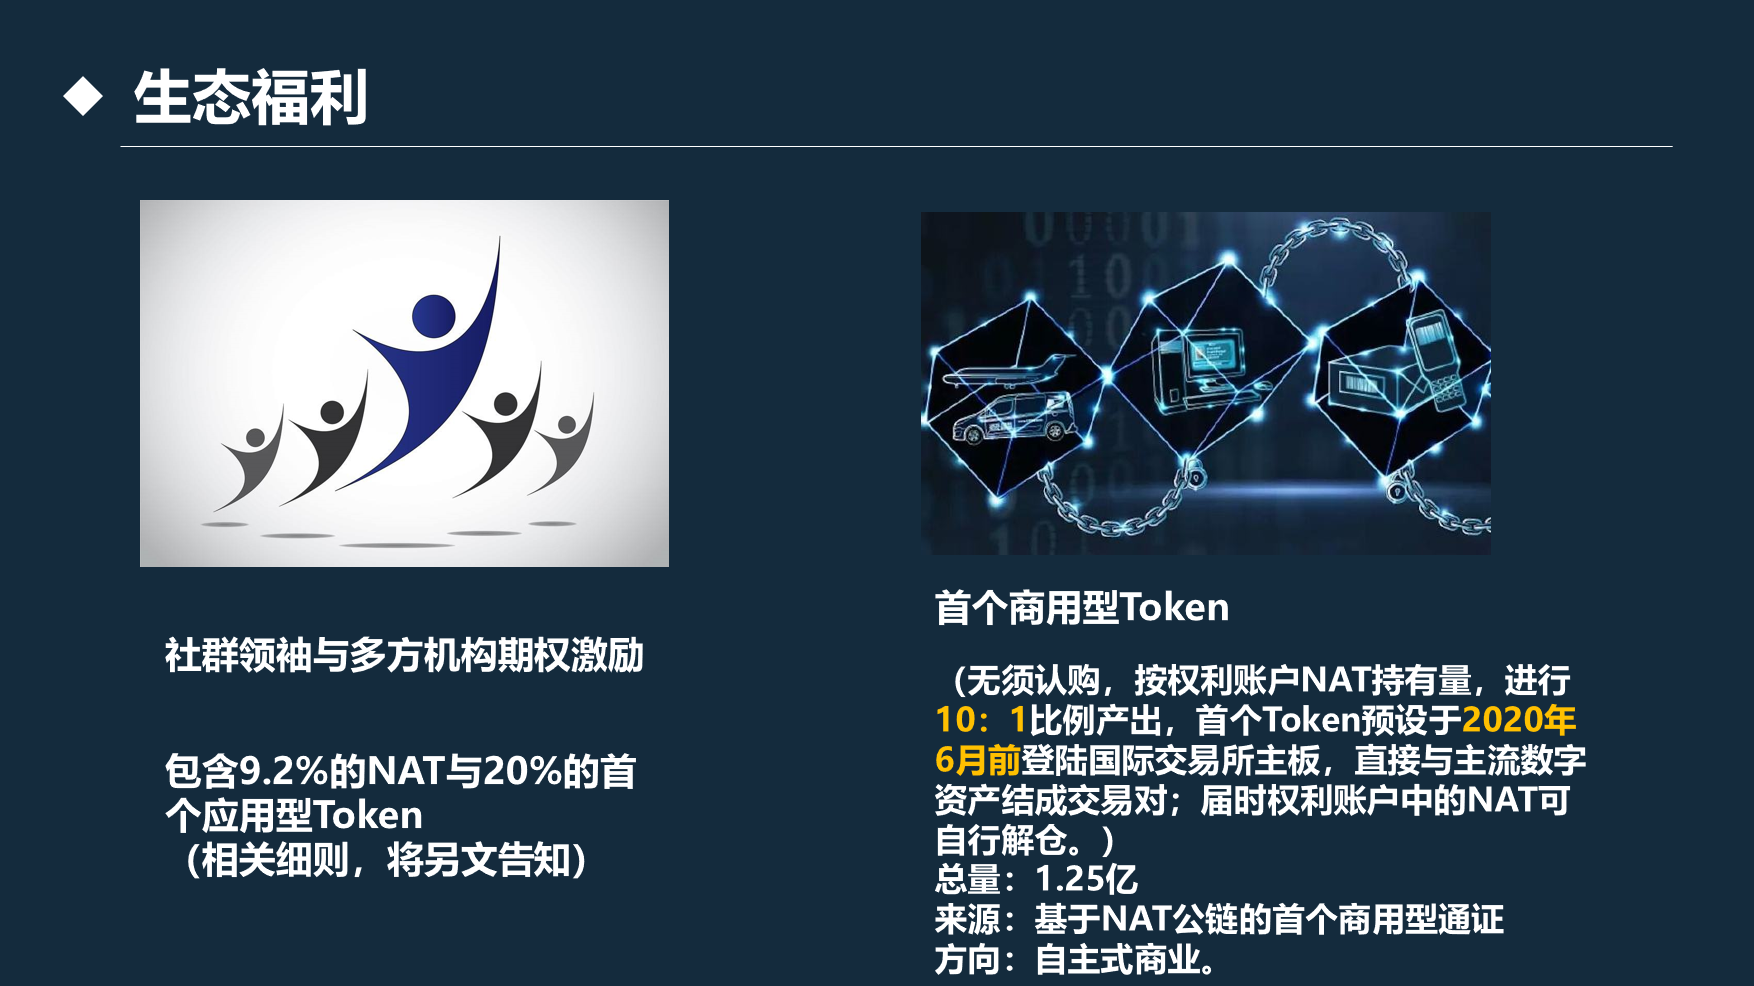 生态福利
社群领袖与多方机构期权激励
包含9.2%的NAT与20%的首
个应用型Token
（相关细则，将另文告知）
首个商用型Token
（无须认购，按权利账户NAT持有量，进行
10：1比例产出，首个Token预设于2020年
6月前登陆国际交易所主板，直接与主流数字
资产结成交易对；届时权利账户中的NAT可
自行解仓。）
总量：1.25亿
来源：基于NAT公链的首个商用型通证
方向：自主式商业。